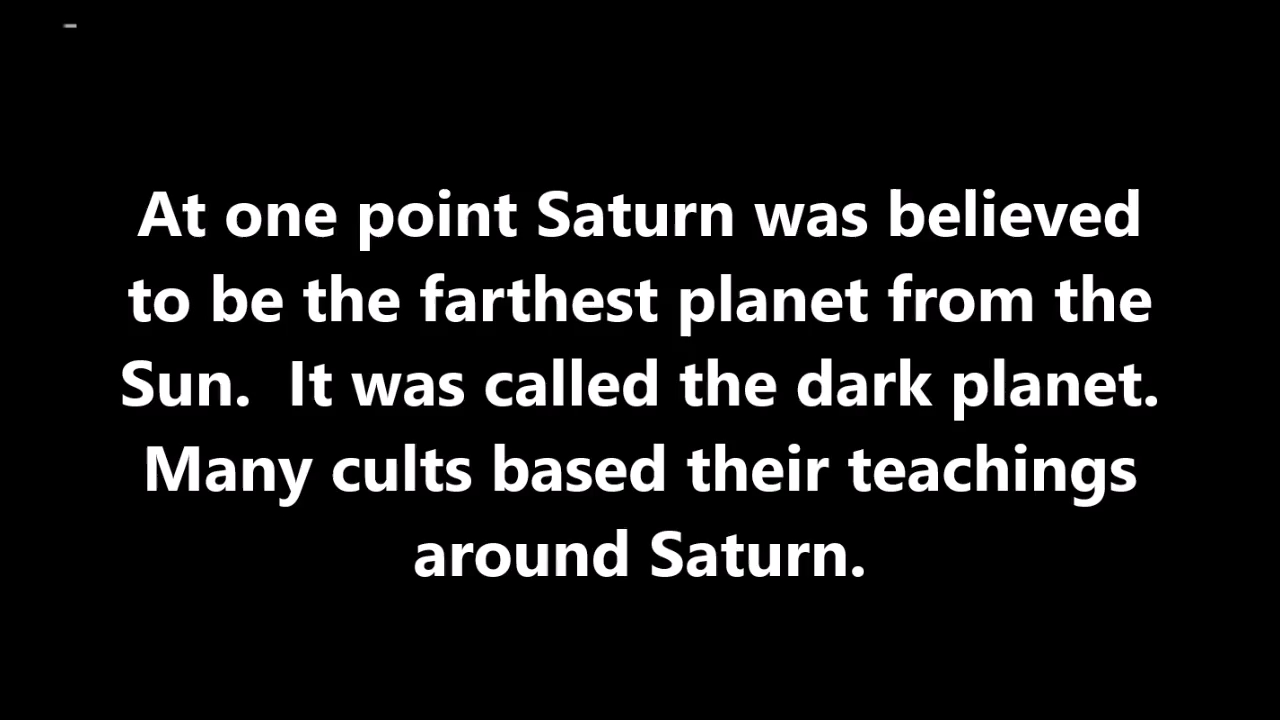 At one point Saturn was believed
to be the farthest planet from the
Sun.  It was called the dark planet.
Many cults based their teachings
around Saturn.